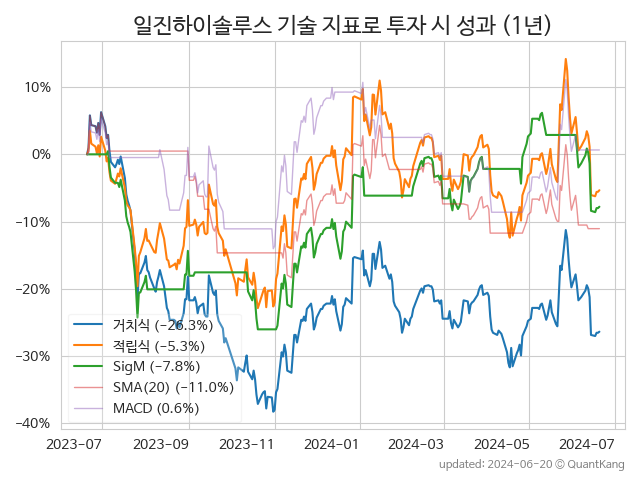 일진하이솔루스 기술 지표로 투자 시 성과 (1년)
10%
0%
−10%
−20%
−30%
−40%
거치식 (−26.3%)
적립식 (−5.3%)
SigM (−7.8%)
SMA(20) (−11.0%)
MACD (0.6%)
2023-07
2023-09
2023-11
2024-01
2024-03
2024-05
2024-07
updated: 2024-06-20 © QuantKang